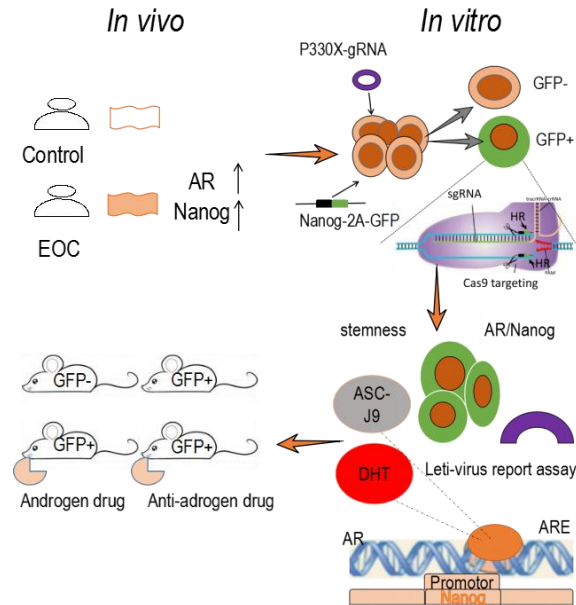 In vivo
In vitro
P330X-gRNA
GFP-
GFP+
Control
EOC
AR
Nanog
Nanog-2A-GFP
sgRNA
tracrRNA
HR
HR
PAM
Cas9 targeting
stemness
AR/Nanog
ASC-
J9
DHT
Leti-virus report assay
GFP-
GFP+
GFP+
GFP+
Androgen drug
Anti-adrogen drug
AR
ARE
Promotor
Nanog